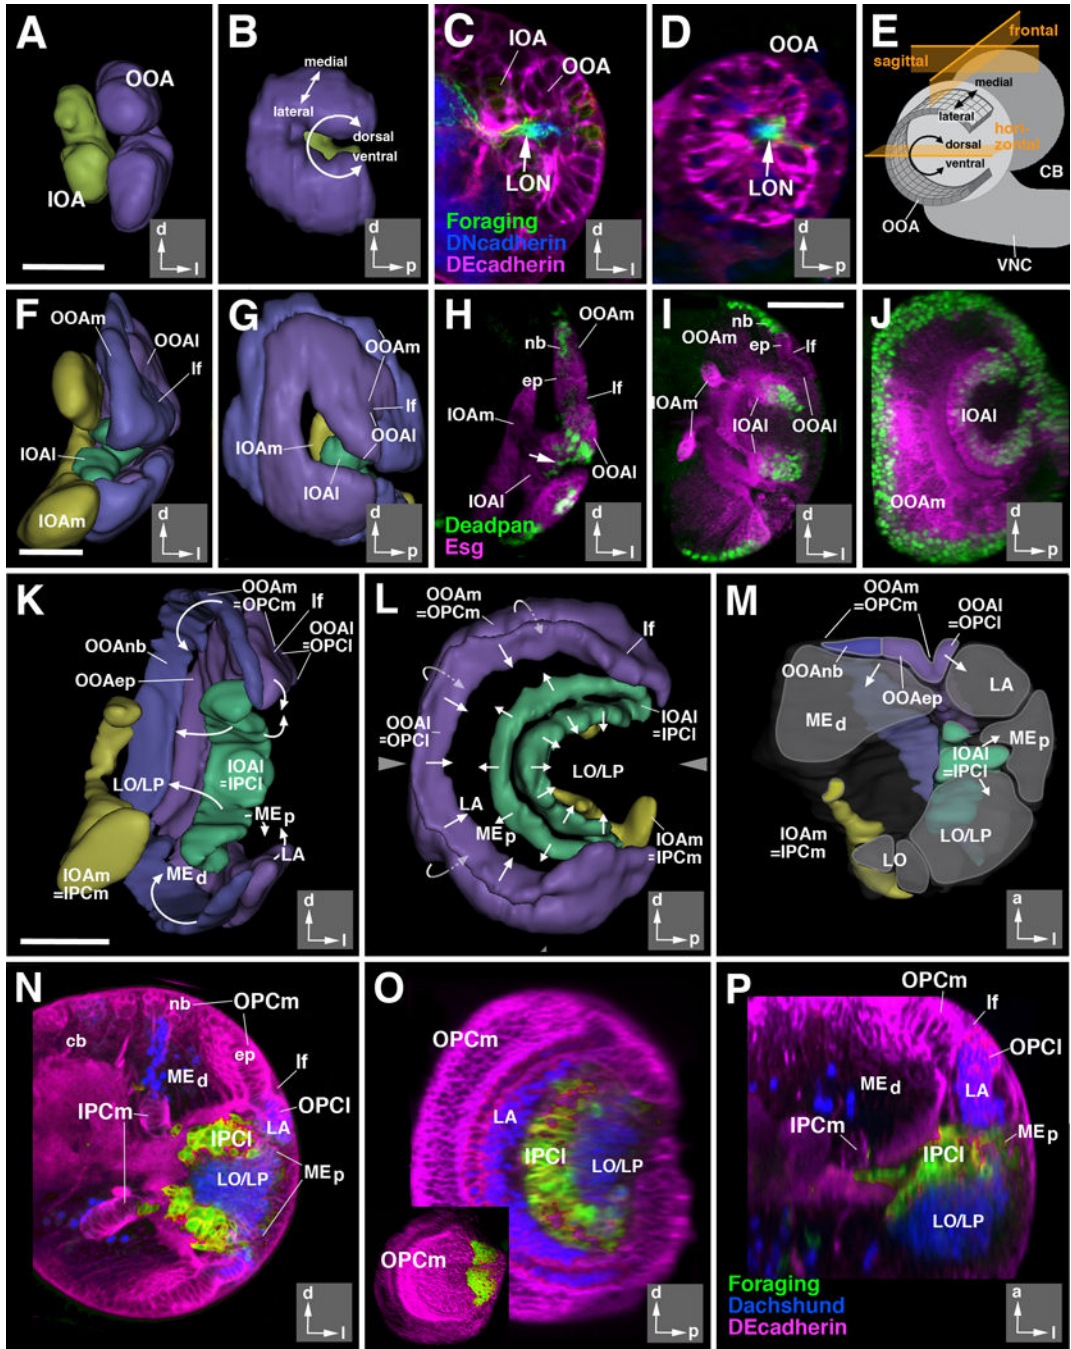 A
OOA
IOA
d
l
B
medial
lateral
dorsal
ventral
d
p
C
IOA
OOA
LON
Foraging
DNcadherin
DEcadherin
d
l
D
OOA
LON
d
p
E
frontal
sagittal
medial
lateral
hori-
zontal
dorsal
ventral
CB
OOA
VNC
F
OOAm
OOAl
lf
IOAl
IOAm
d
l
G
OOAm
lf
OOAl
IOAm
IOAl
d
p
H
OOAm
nb
ep
lf
IOAm
OOAl
IOAl
Deadpan
Esg
d
l
I
nb
OOAm
ep
lf
IOAm
IOAl
OOAl
d
l
J
IOAl
OOAm
d
p
K
OOAm
=OPCm
lf
OOAnb
OOAl
=OPCl
OOAep
IOAl
=IPCl
LO/LP
MEp
IOAm
=IPCm
MEd
LA
d
l
L
OOAm
=OPCm
lf
OOAl
=OPCl
IOAl
=IPCl
LO/LP
LA
MEp
IOAm
=IPCm
d
p
M
OOAm
=OPCm
OOAl
=OPCl
OOAnb
OOAep
LA
MEd
MEp
IOAl
=IPCl
LO/LP
IOAm
=IPCm
LO
a
l
N
nb
OPCm
cb
ep
lf
MEd
OPCl
IPCm
LA
IPCl
MEp
LO/LP
d
l
O
OPCm
LA
IPCl
LO/LP
OPCm
d
p
P
OPCm
lf
OPCl
MEd
LA
IPCm
MEp
IPCl
LO/LP
Foraging
Dachshund
DEcadherin
a
l